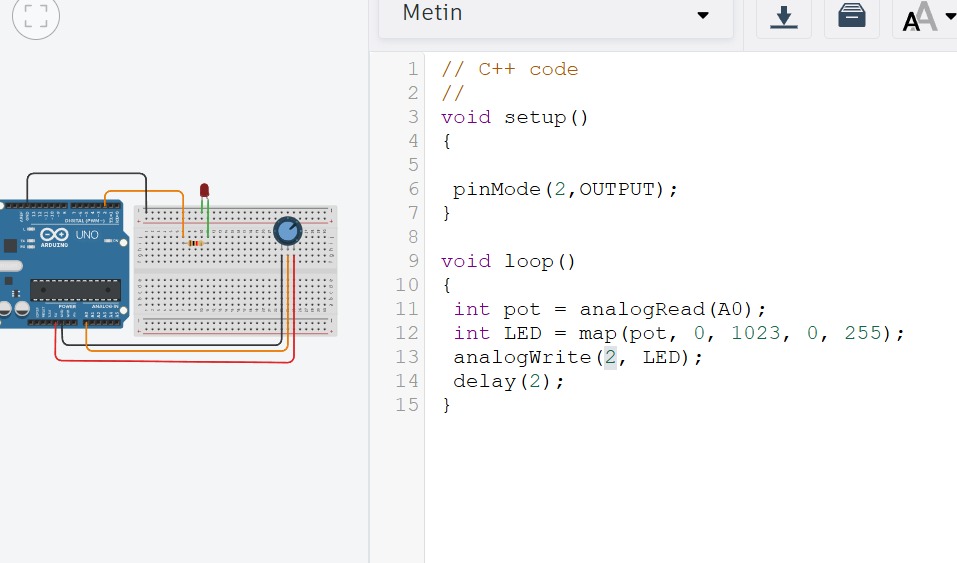 Metin
1 // C++ code
2 //
3 void setup()
4 {
5
6 pinMode(2,OUTPUT);
7 }
8
9 void loop()
10 {
11 int pot = analogRead(A0);
12 int LED = map(pot, 0, 1023, 0, 255);
13 analogWrite(2, LED);
14 delay(2);
15 }
DIGITAL (PWM~)
UNO
ARDUINO
POWER
ANALOG IN
AA